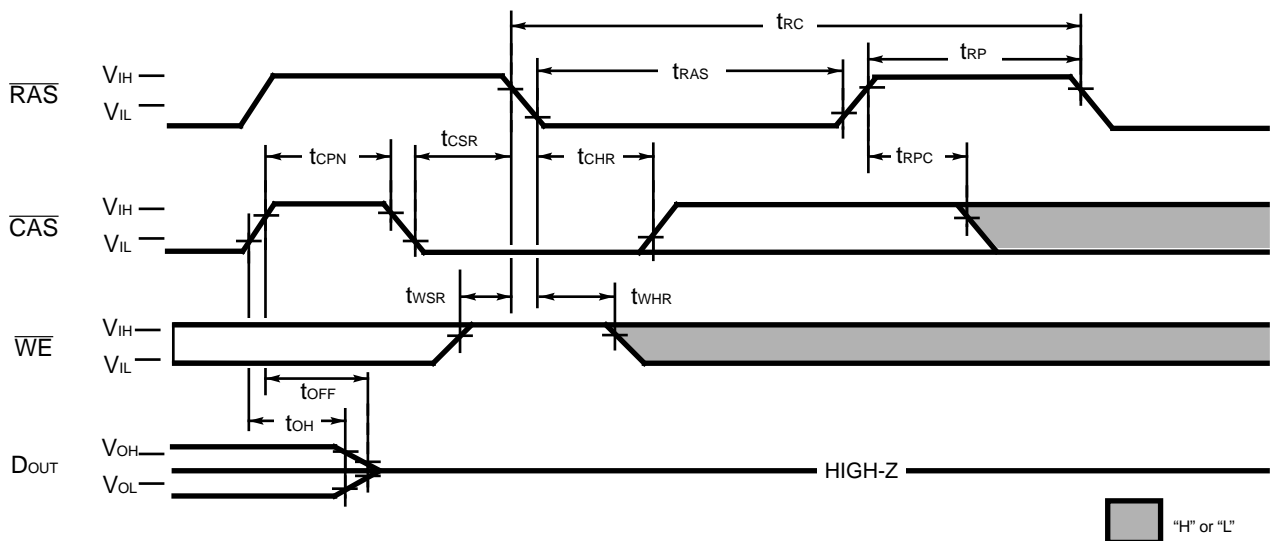 tRC
tRAS
tRP
RAS
VIH
VIL
tCPN
tCSR
tCHR
tRPC
CAS
VIH
VIL
tWSR
tWHR
WE
VIH
VIL
tOFF
tOH
DOUT
VOH
VOL
HIGH-Z
“H” or “L”